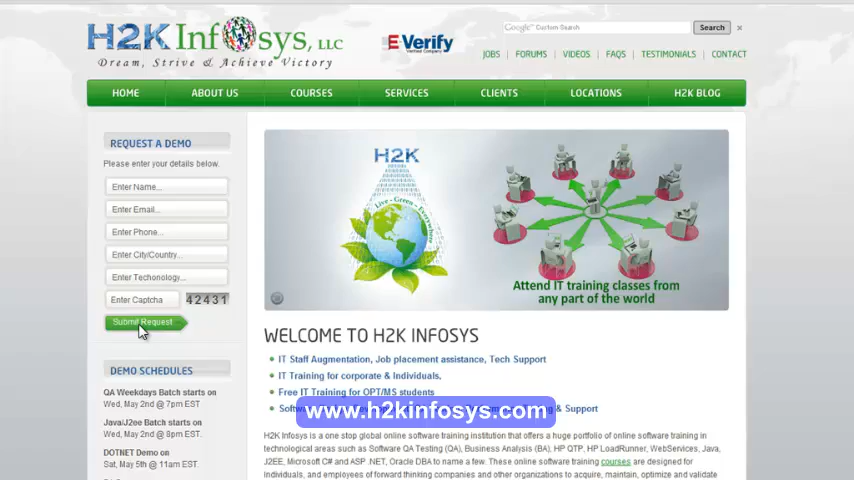 H2K Infosys, LLC
Dream, Strive & Achieve Victory
E-Verify
Google™ Custom Search
Search
×
JOBS | FORUMS | VIDEOS | FAQS | TESTIMONIALS | CONTACT
HOME ABOUT US COURSES SERVICES CLIENTS LOCATIONS H2K BLOG
REQUEST A DEMO
Please enter your details below.
Enter Name...
Enter Email...
Enter Phone...
Enter City/Country...
Enter Techonology...
Enter Captcha
42431
Submit Request
DEMO SCHEDULES
QA Weekdays Batch starts on
Wed, May 2nd @ 7pm EST
Java/J2ee Batch starts on
Wed, May 2nd @ 8pm EST.
DOTNET Demo on
Sat, May 5th @ 11am EST.
H2K
Live - Green - Everywhere
Attend IT training classes from
any part of the world
WELCOME TO H2K INFOSYS
IT Staff Augmentation, Job placement assistance, Tech Support
IT Training for corporate & Individuals,
Free IT Training for OPT/MS students
& Support
www.h2kinfosys.com
H2K Infosys is a one stop global online software training institution that offers a huge portfolio of online software training in
technological areas such as Software QA Testing (QA), Business Analysis (BA), HP QTP, HP LoadRunner, WebServices, Java,
J2EE, Microsoft C# and ASP .NET, Oracle DBA to name a few. These online software training courses are designed for
individuals, and employees of forward thinking companies and other organizations to acquire, maintain, optimize and validate